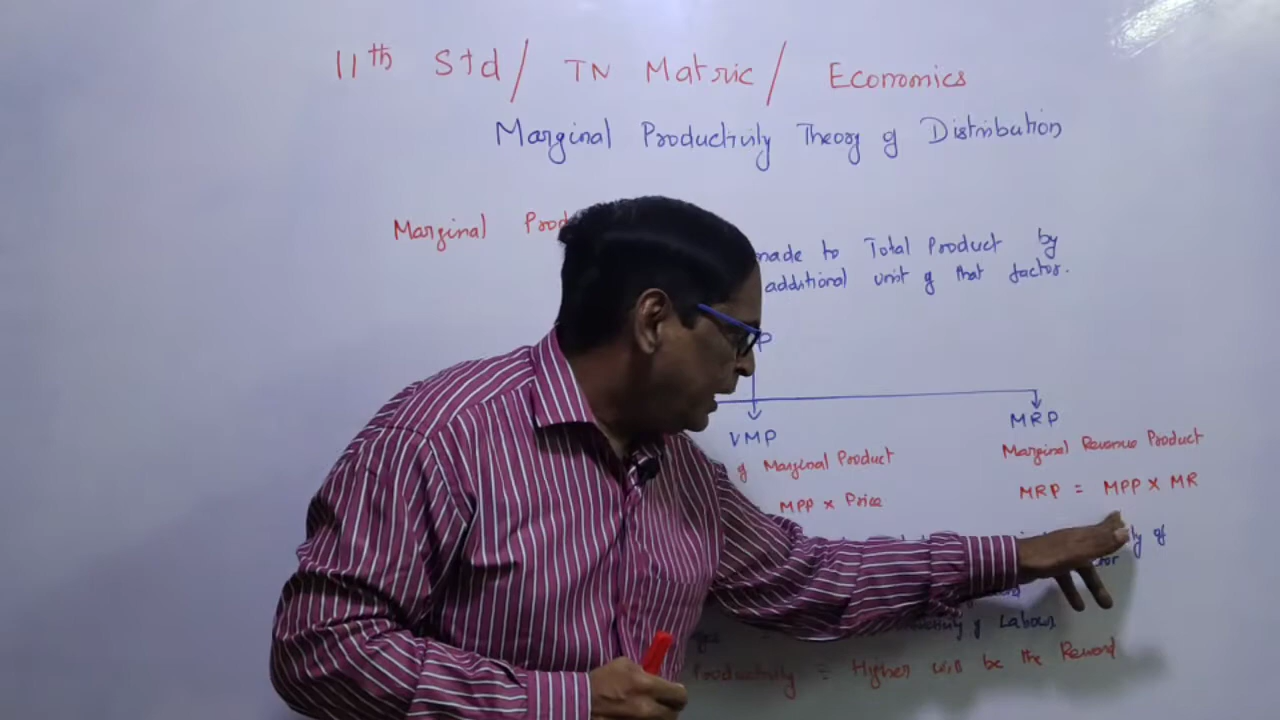 11th Std / TN Matric / Economics
Marginal Productivity Theory of Distribution
Marginal Prod
made to Total Product by
additional unit of that factor.
P
VMP
MRP
of Marginal Product
Marginal Revenue Product
MPP x Price
MRP = MPP x MR
of
Labour
Productivity = Higher will be the Reward